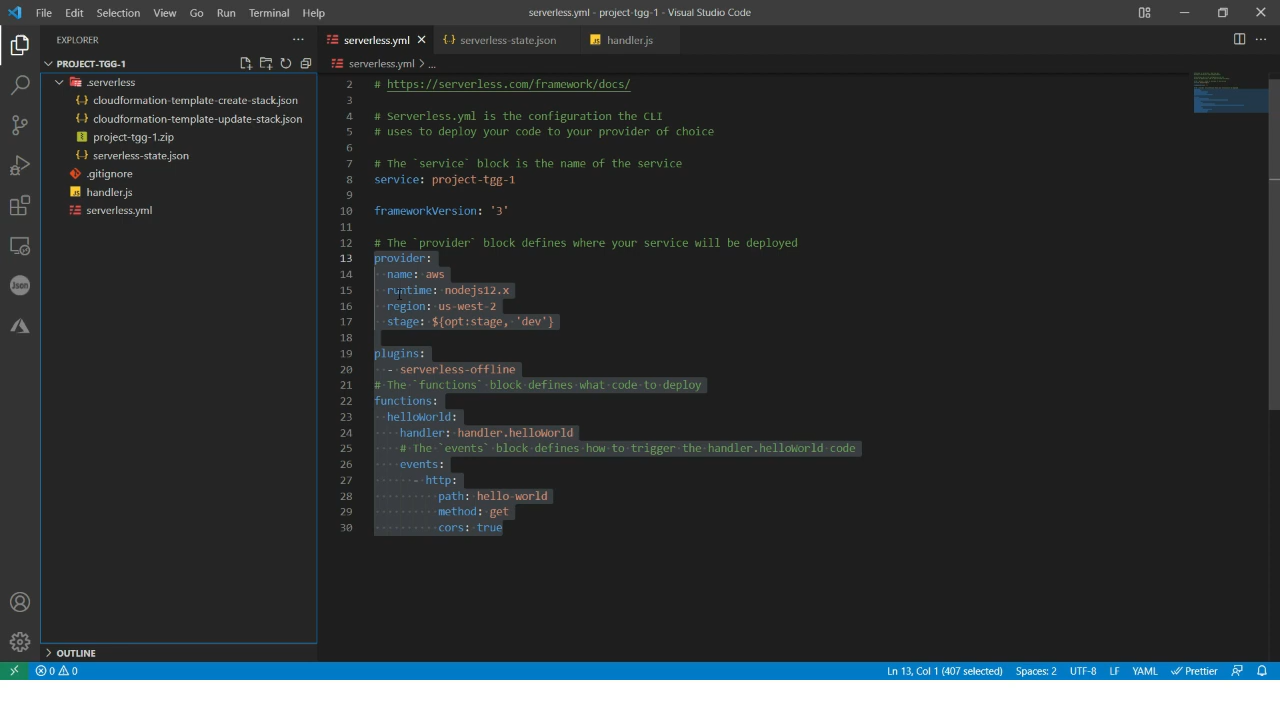 File Edit Selection View Go Run Terminal Help
serverless.yml - project-tgg-1 - Visual Studio Code
EXPLORER
serverless.yml
serverless-state.json
handler.js
PROJECT-TGG-1
serverless.yml > ...
.serverless
cloudformation-template-create-stack.json
cloudformation-template-update-stack.json
project-tgg-1.zip
serverless-state.json
.gitignore
handler.js
serverless.yml
2 # https://serverless.com/framework/docs/
3
4 # Serverless.yml is the configuration the CLI
5 # uses to deploy your code to your provider of choice
6
7 # The `service` block is the name of the service
8 service: project-tgg-1
9
10 frameworkVersion: '3'
11
12 # The `provider` block defines where your service will be deployed
13 provider:
14 name: aws
15 runtime: nodejs12.x
16 region: us-west-2
17 stage: ${opt:stage, 'dev'}
18
19 plugins:
20 - serverless-offline
21 # The `functions` block defines what code to deploy
22 functions:
23 helloWorld:
24 handler: handler.helloWorld
25 # The `events` block defines how to trigger the handler.helloWorld code
26 events:
27 - http:
28 path: hello-world
29 method: get
30 cors: true
Json
OUTLINE
0 0
Ln 13, Col 1 (407 selected) Spaces: 2 UTF-8 LF YAML Prettier